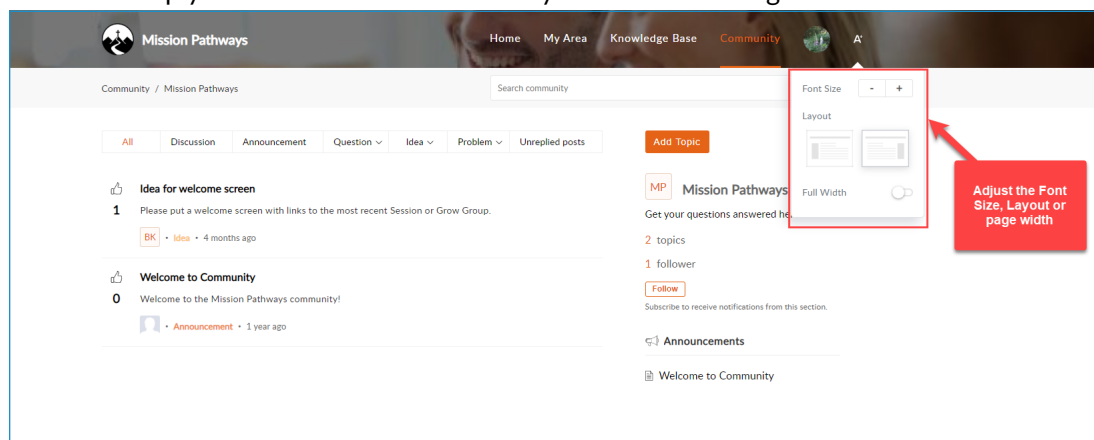 Mission Pathways
Home My Area Knowledge Base Community A+
Community / Mission Pathways
Search community
Font Size - +
Layout
Full Width
Adjust the Font
Size, Layout or
page width
All Discussion Announcement Question Idea Problem Unreplied posts
Add Topic
Idea for welcome screen
1 Please put a welcome screen with links to the most recent Session or Grow Group.
BK • Idea • 4 months ago
Welcome to Community
0 Welcome to the Mission Pathways community!
• Announcement • 1 year ago
MP Mission Pathways
Get your questions answered he
2 topics
1 follower
Follow
Subscribe to receive notifications from this section.
Announcements
Welcome to Community